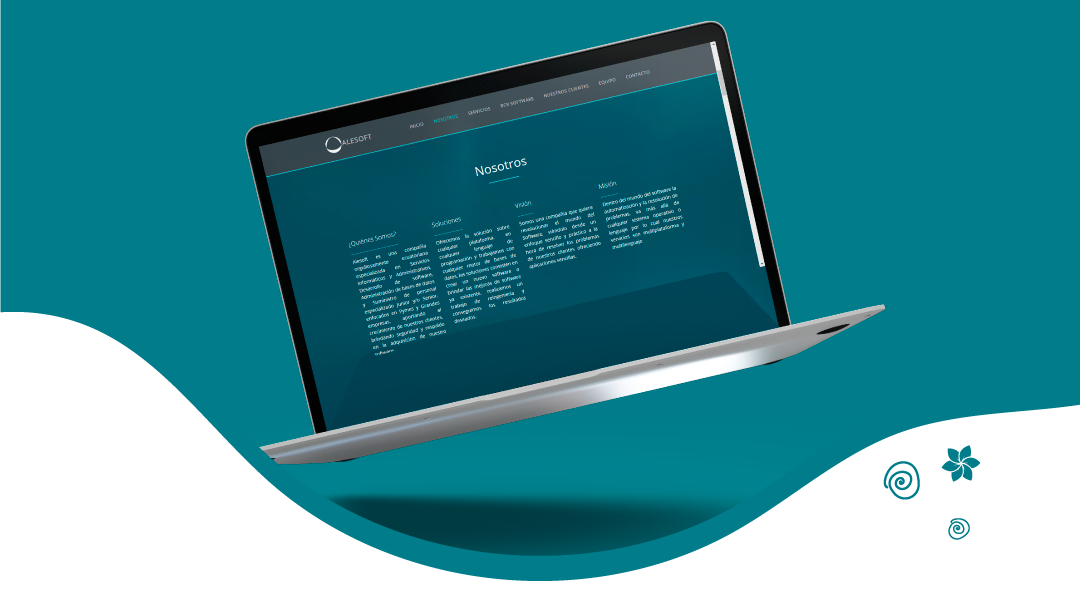 ALESOFT
INICIO NOSOTROS SERVICIOS BCV SOFTWARE NUESTROS CLIENTES EQUIPO CONTACTO
Nosotros
¿Quiénes Somos?
Alesoft es una compañía
orgullosamente ecuatoriana
especializada en Servicios
Informáticos y Administrativos,
Desarrollo de software,
Administración de bases de datos
y Suministro de personal
especializado Junior y/o Senior,
enfocados en Pymes y Grandes
empresas, aportando al
crecimiento de nuestros clientes,
brindando seguridad y respaldo
en la adquisición de nuestro
software.
Soluciones
Ofrecemos la solución sobre
cualquier plataforma en
cualquier lenguaje de
programación y trabajamos con
cualquier motor de bases de
datos, las soluciones consisten en
crear un nuevo software o
brindar las mejoras de software
ya existente, realizamos un
trabajo de reingeniería y
conseguimos los resultados
deseados.
Visión
Somos una compañía que quiere
revolucionar el mundo del
Software, viéndolo desde un
enfoque sencillo y práctico a la
hora de resolver los problemas
de nuestros clientes ofreciendo
aplicaciones sencillas.
Misión
Dentro del mundo del software la
automatización y la resolución de
problemas, va más allá de
cualquier sistema operativo o
lenguaje por lo cual nuestros
servicios son multiplataforma y
multilenguaje.